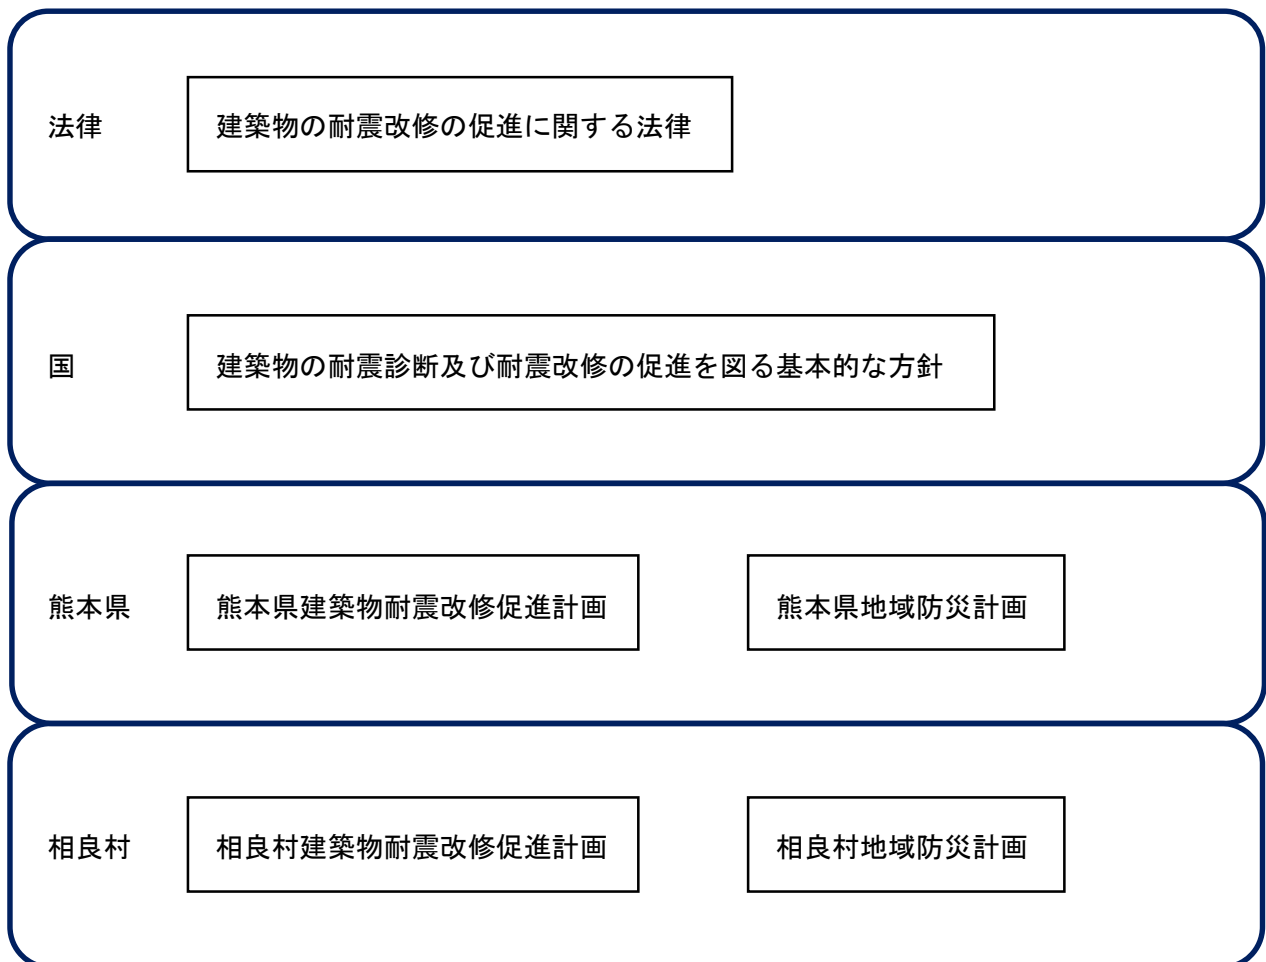 法律
建築物の耐震改修の促進に関する法律
国
建築物の耐震診断及び耐震改修の促進を図る基本的な方針
熊本県
熊本県建築物耐震改修促進計画
熊本県地域防災計画
相良村
相良村建築物耐震改修促進計画
相良村地域防災計画